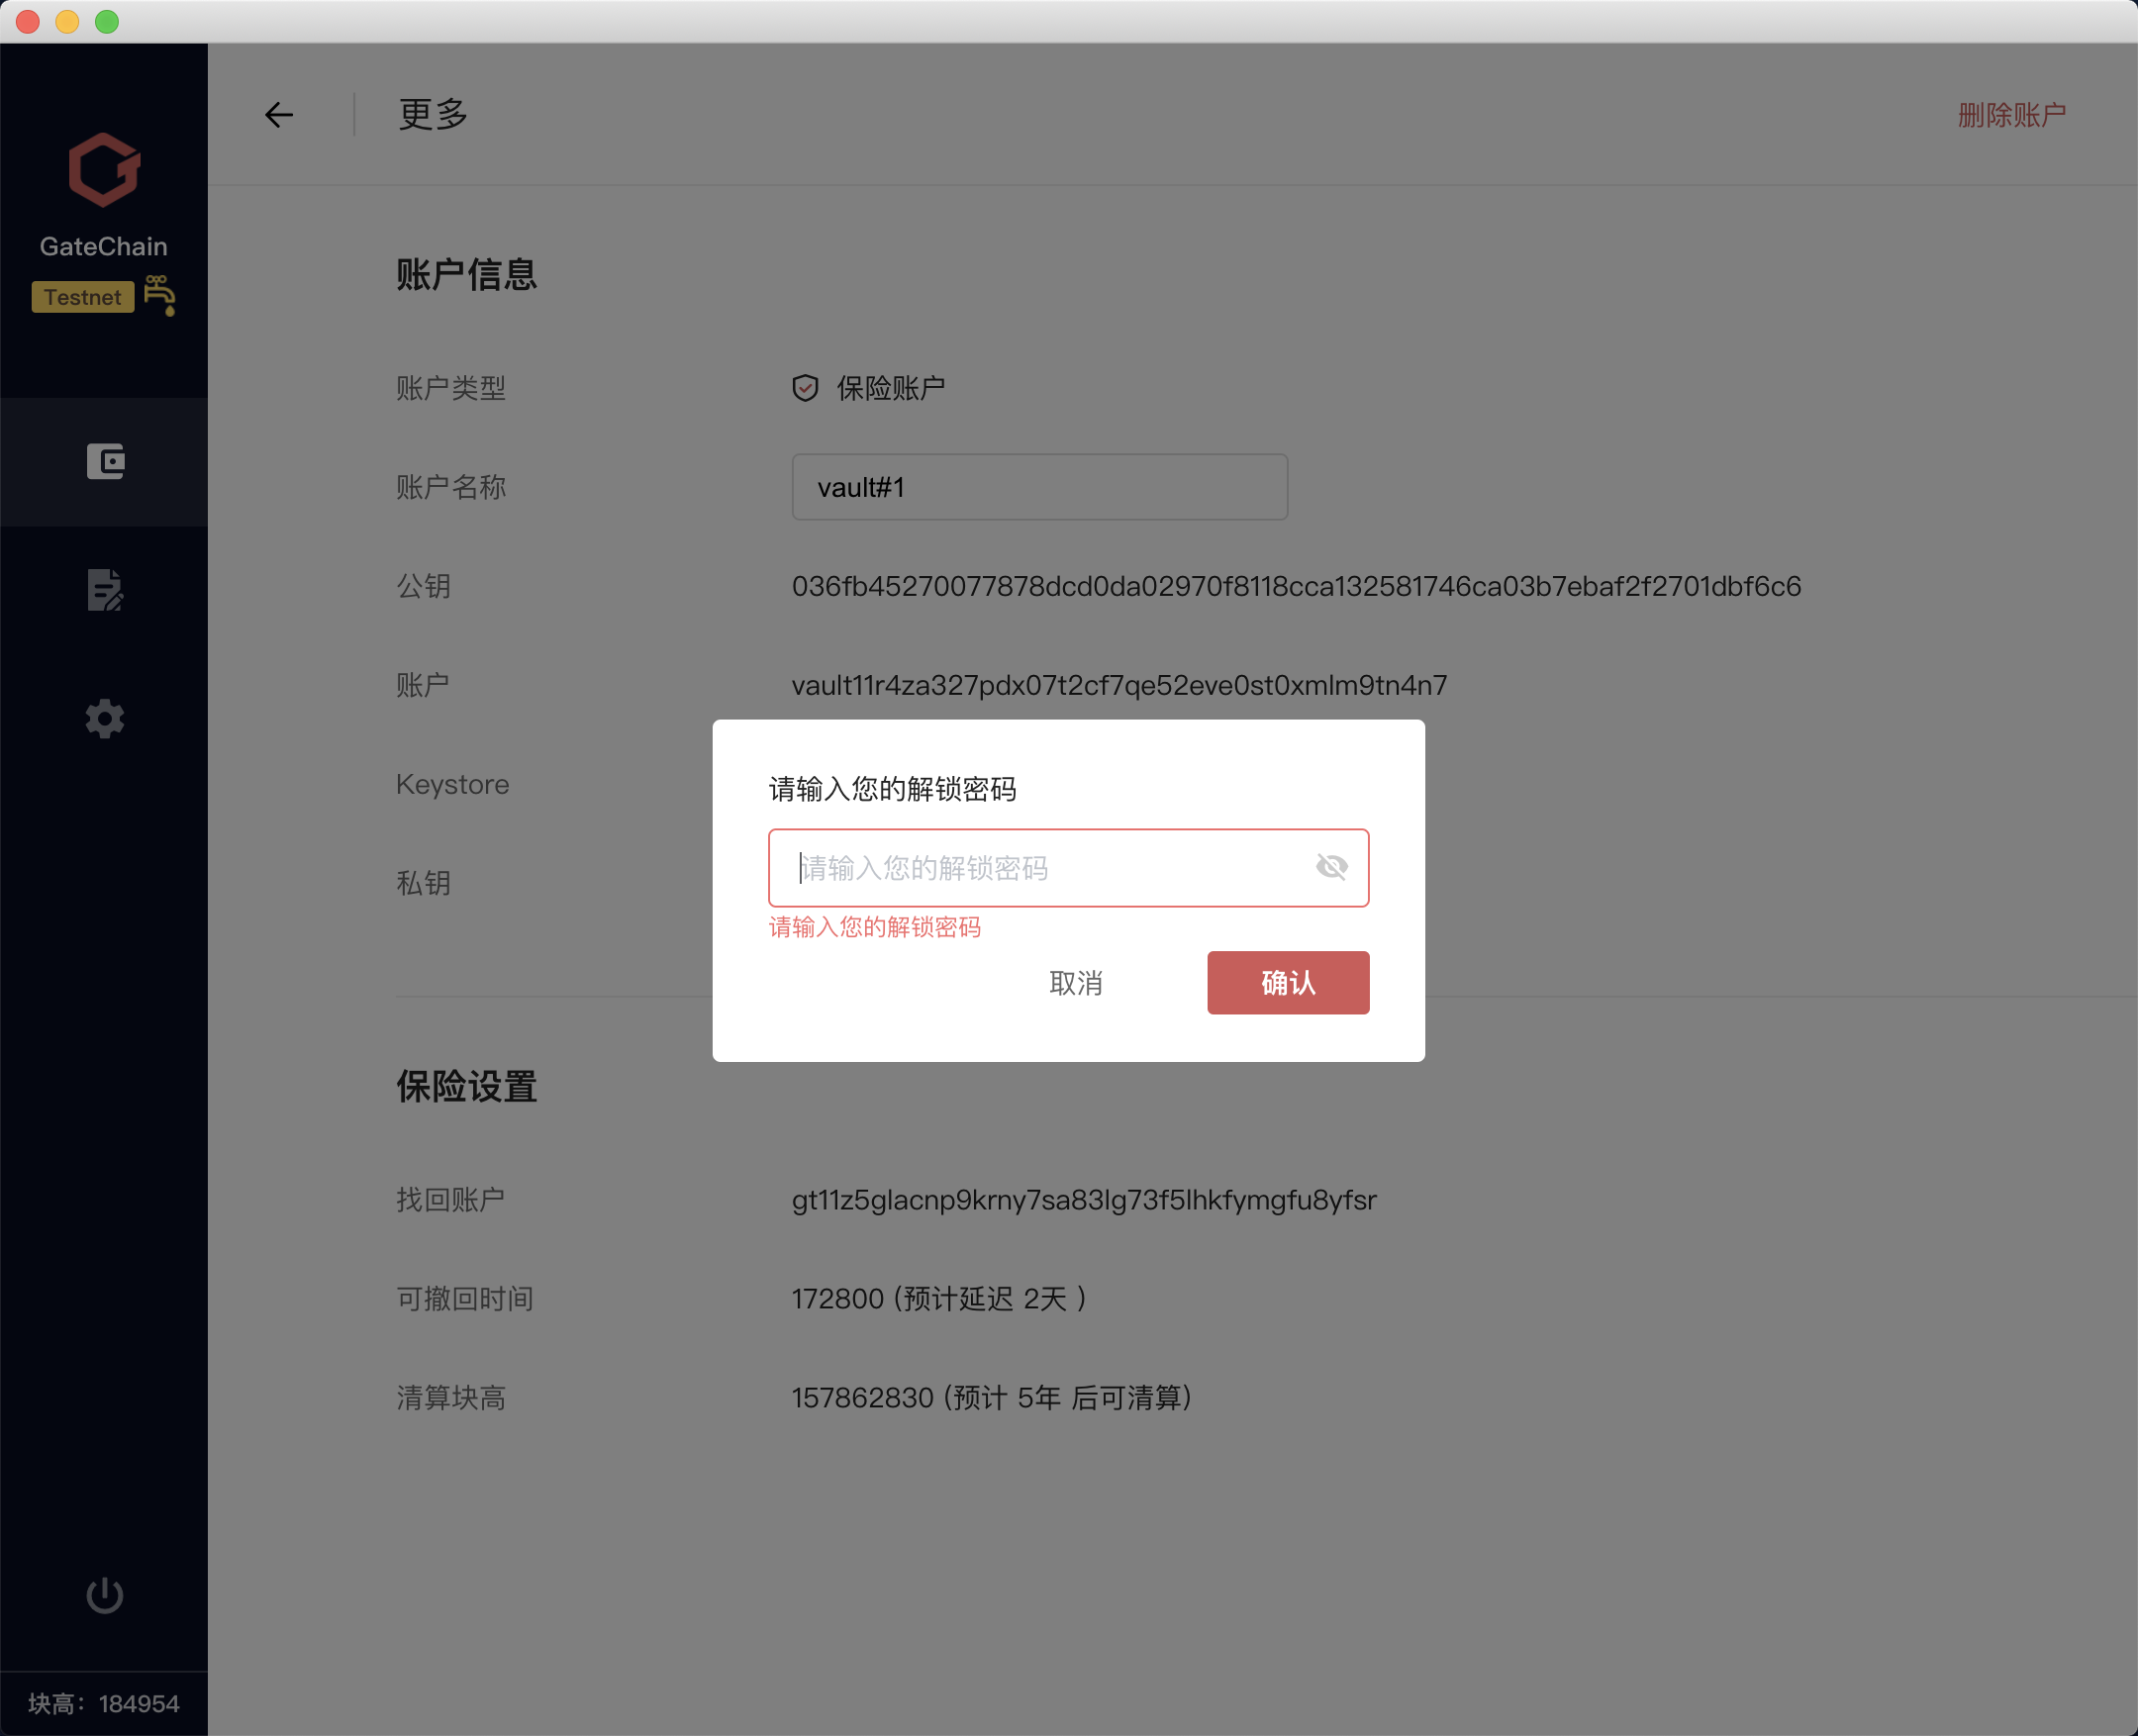 GateChain
Testnet
块高：184954
更多
删除账户
账户信息
账户类型 保险账户
账户名称 vault#1
公钥 036fb45270077878dcd0da02970f8118cca132581746ca03b7ebaf2f2701dbf6c6
账户 vault11r4za327pdx07t2cf7qe52eve0st0xmlm9tn4n7
Keystore
私钥
请输入您的解锁密码
请输入您的解锁密码
请输入您的解锁密码
取消 确认
保险设置
找回账户 gt11z5glacnp9krny7sa83lg73f5lhkfymgfu8yfsr
可撤回时间 172800 (预计延迟 2天 )
清算块高 157862830 (预计 5年 后可清算)